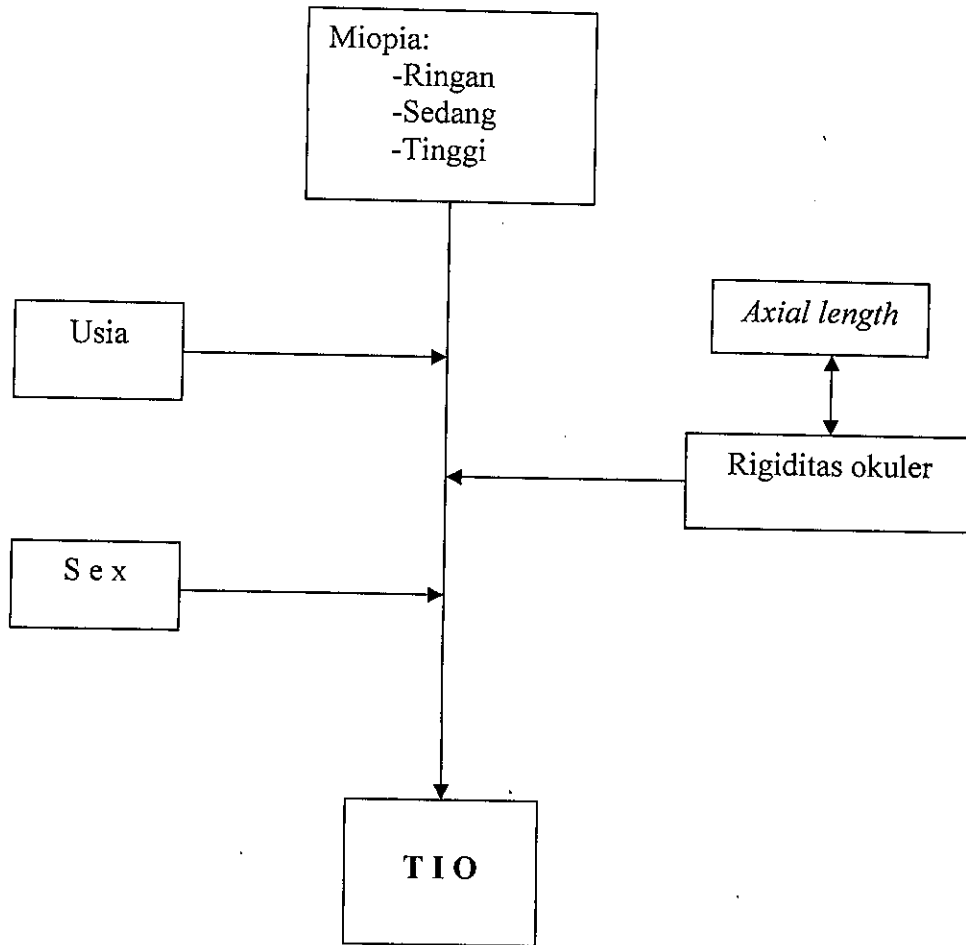 Miopia:
-Ringan
-Sedang
-Tinggi
Usia
Axial length
Rigiditas okuler
S e x
T I O